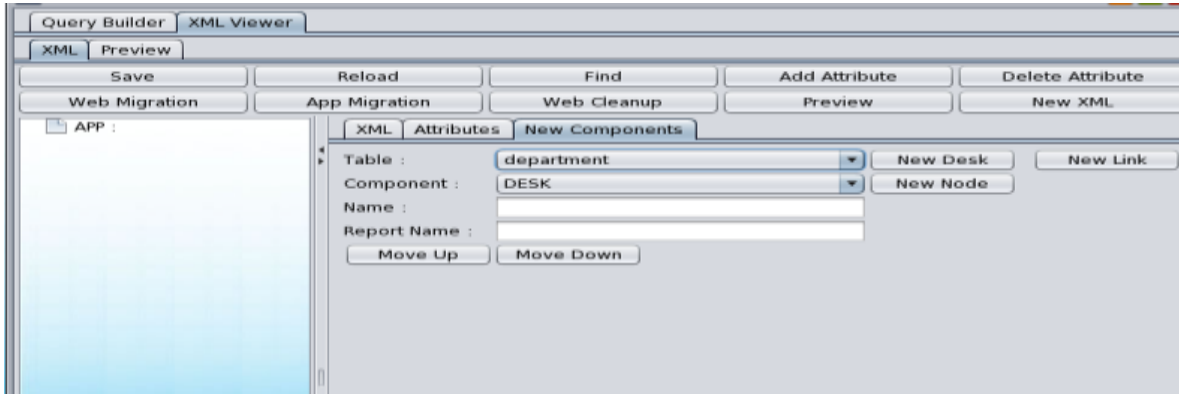 Query Builder XML Viewer
XML Preview
Save Reload Find Add Attribute Delete Attribute
Web Migration App Migration Web Cleanup Preview New XML
APP :
XML Attributes New Components
Table : department New Desk New Link
Component : DESK New Node
Name :
Report Name :
Move Up Move Down